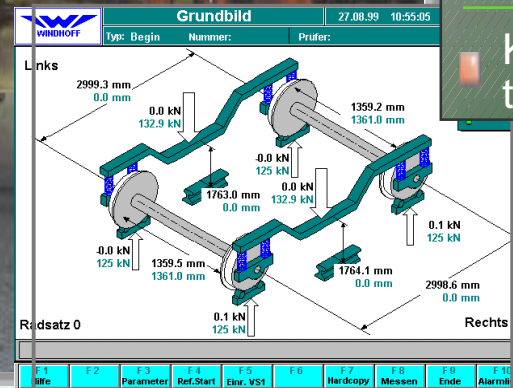 WINDHOFF
Grundbild
27.08.99 10:55:05
Typ: Begin Nummer: Prüfer:
K
t
Links
2999.3 mm
0.0 mm
0.0 kN
132.9 kN
1359.2 mm
1361.0 mm
-0.0 kN
125 kN
1763.0 mm
0.0 mm
0.0 kN
132.9 kN
0.1 kN
125 kN
-0.0 kN
125 kN
1359.5 mm
1361.0 mm
1764.1 mm
0.0 mm
2998.6 mm
0.0 mm
0.1 kN
125 kN
Radsatz 0
Rechts
F 1 F 2 F 3 F 4 F 5 F 6 F 7 F 8 F 9 F 10
Hilfe Parameter Ref.Start Einr. VS1 Hardcopy Messen Ende Alarmli